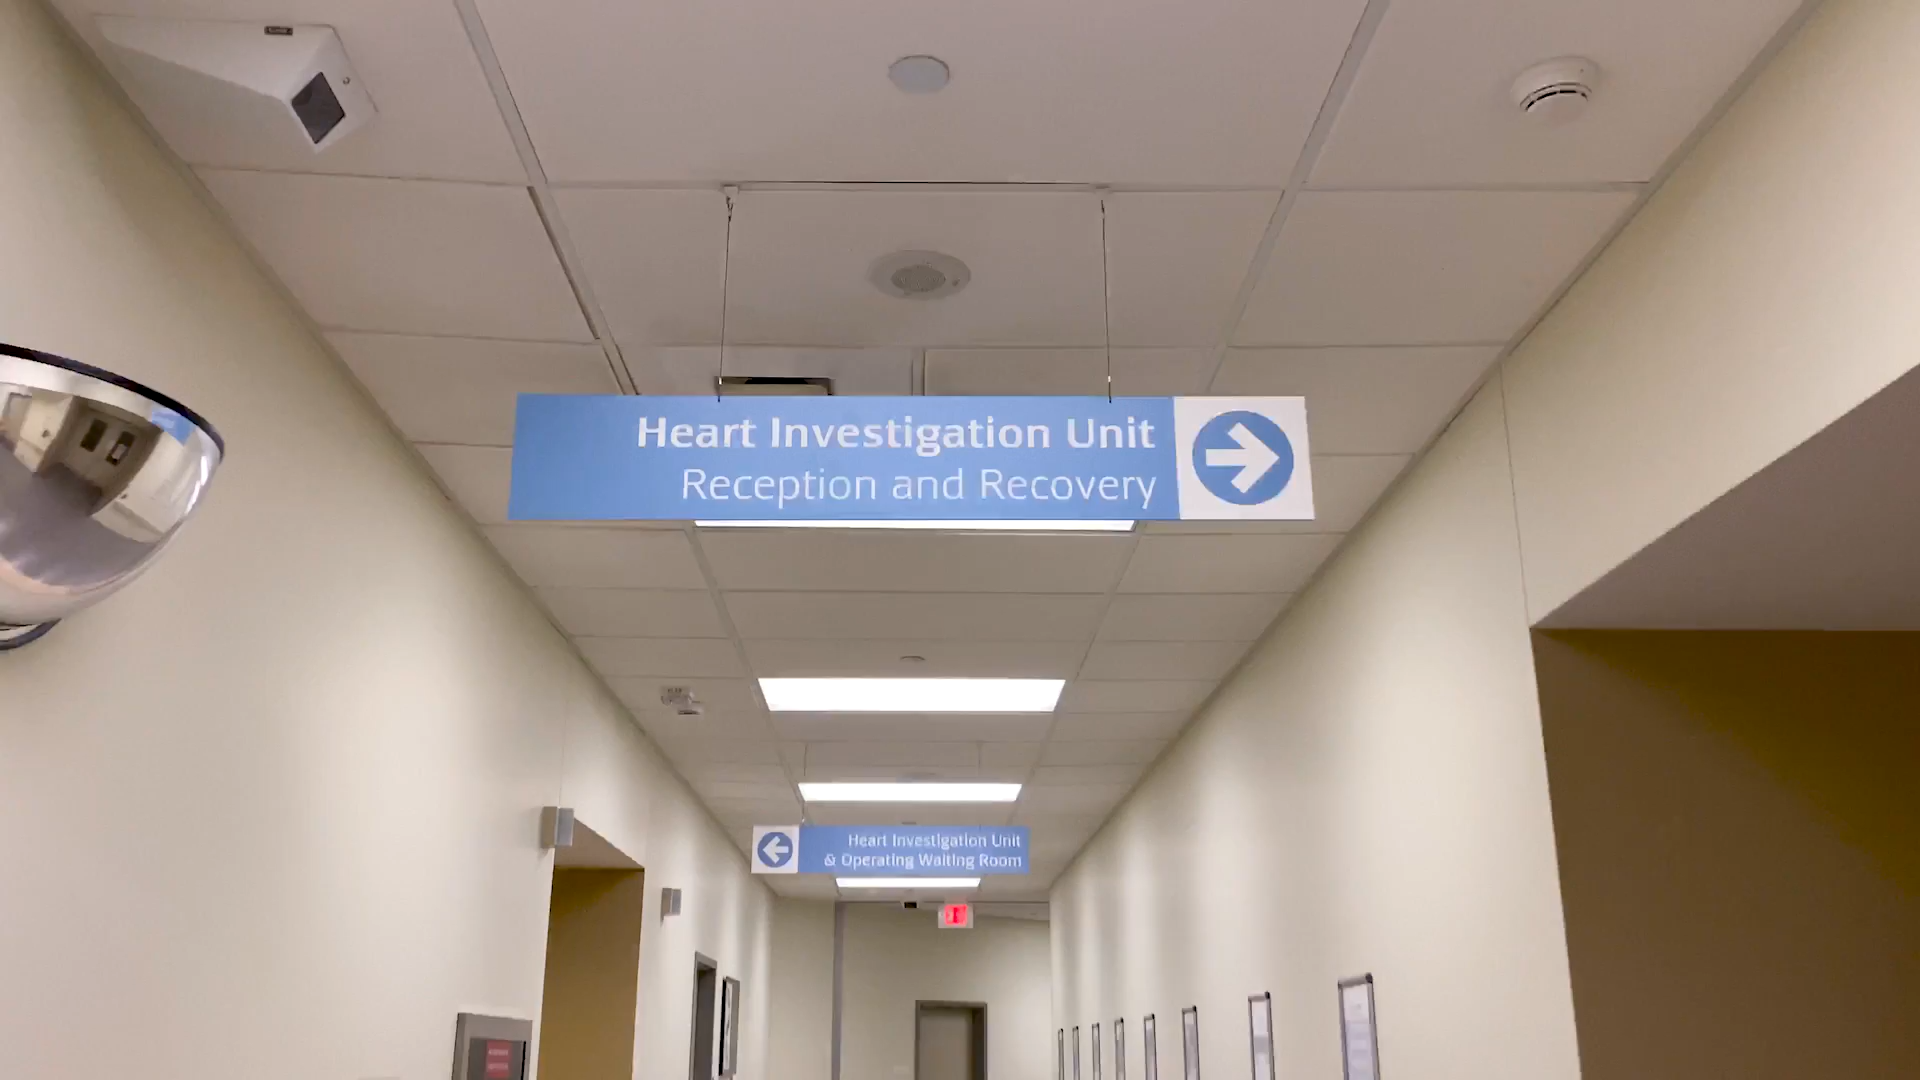 Heart Investigation Unit
Reception and Recovery
Heart Investigation Unit
& Operating Waiting Room